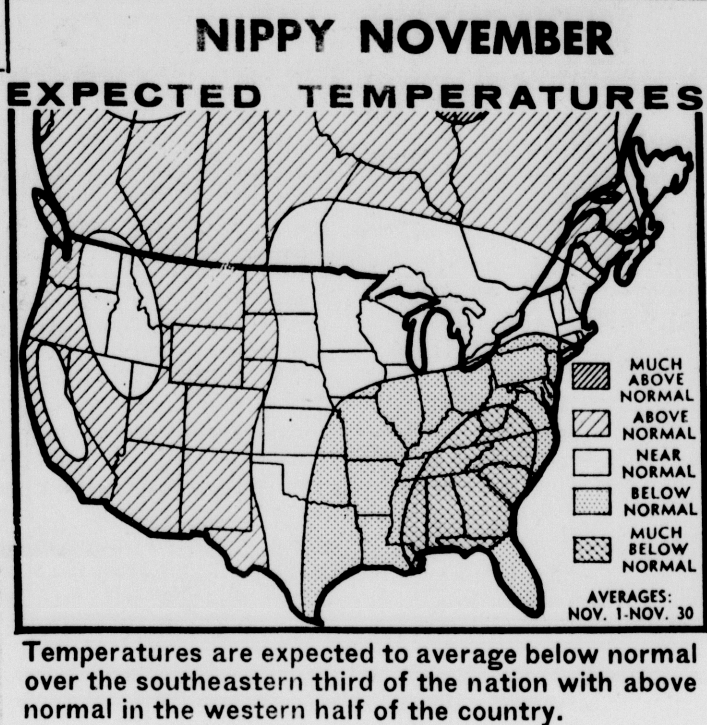 NIPPY NOVEMBER
EXPECTED TEMPERATURES
MUCH
ABOVE
NORMAL
ABOVE
NORMAL
NEAR
NORMAL
BELOW
NORMAL
MUCH
BELOW
NORMAL
AVERAGES:
NOV. 1-NOV. 30
Temperatures are expected to average below normal
over the southeastern third of the nation with above
normal in the western half of the country.